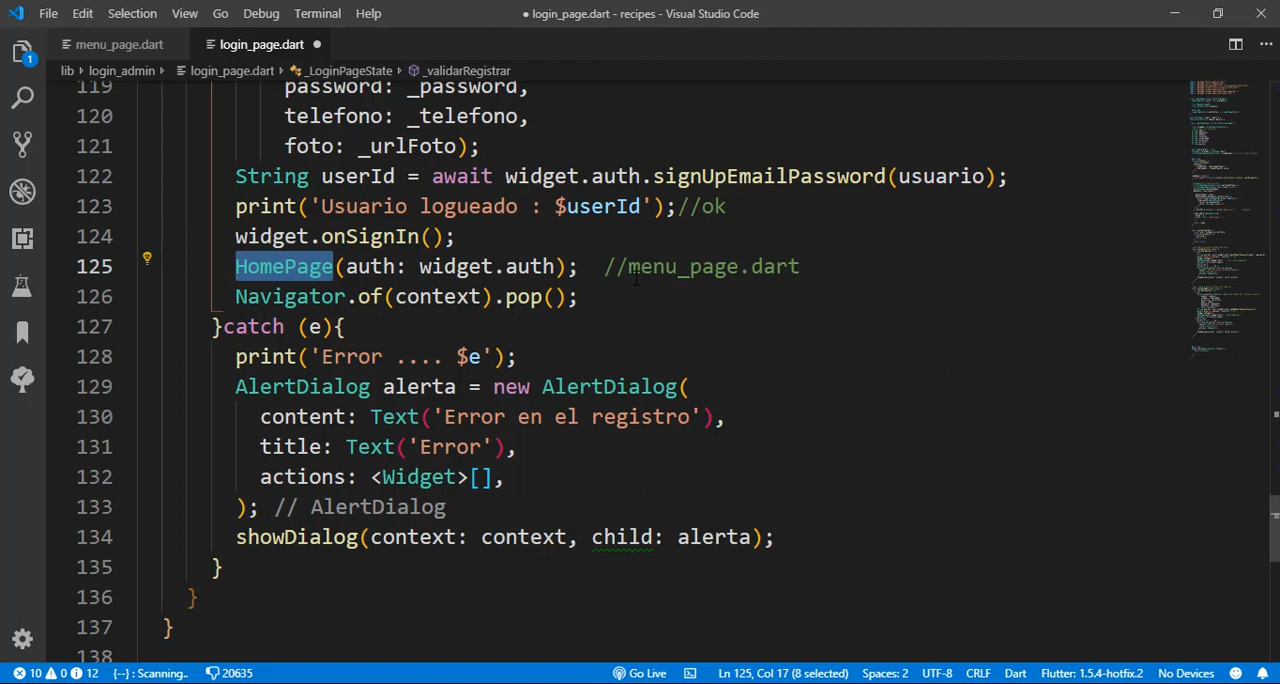 File Edit Selection View Go Debug Terminal Help ● login_page.dart - recipes - Visual Studio Code
menu_page.dart login_page.dart ●
lib › login_admin › login_page.dart › _LoginPageState › _validarRegistrar
119 password: _password,
120 telefono: _telefono,
121 foto: _urlFoto);
122 String userId = await widget.auth.signUpEmailPassword(usuario);
123 print('Usuario logueado : $userId');//ok
124 widget.onSignIn();
125 HomePage(auth: widget.auth); //menu_page.dart
126 Navigator.of(context).pop();
127 }catch (e){
128 print('Error .... $e');
129 AlertDialog alerta = new AlertDialog(
130 content: Text('Error en el registro'),
131 title: Text('Error'),
132 actions: <Widget>[],
133 ); // AlertDialog
134 showDialog(context: context, child: alerta);
135 }
136 }
137 }
138
1
10 0 12 {--} : Scanning.. 20635 Go Live Ln 125, Col 17 (8 selected) Spaces: 2 UTF-8 CRLF Dart Flutter: 1.5.4-hotfix.2 No Devices